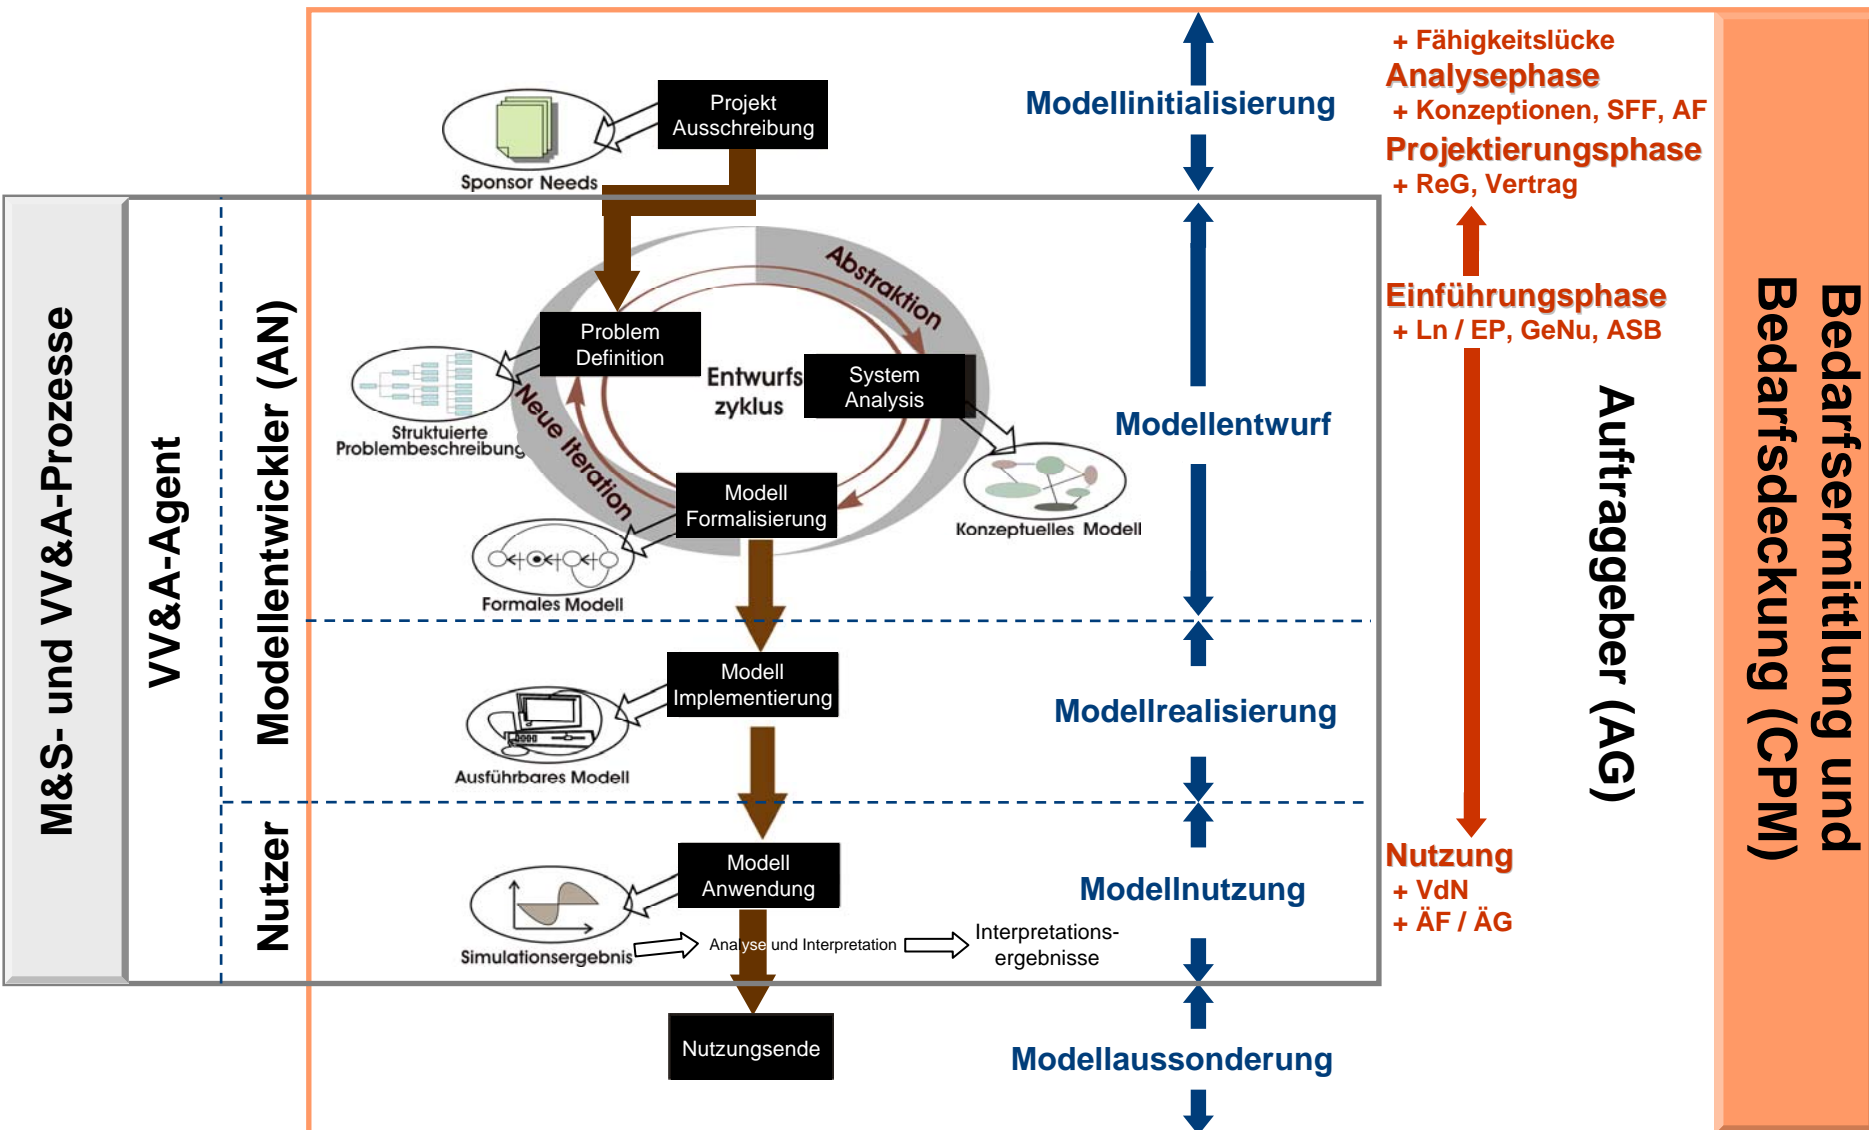 M&S- und VV&A-Prozesse
VV&A-Agent
Modellentwickler (AN)
Nutzer
Projekt
Ausschreibung
Sponsor Needs
Abstraktion
Problem
Definition
Entwurfs
zyklus
System
Analysis
Struktuierte
Problembeschreibung
Neue Iteration
Modell
Formalisierung
Konzeptuelles Modell
Formales Modell
Modell
Implementierung
Ausführbares Modell
Modell
Anwendung
Simulationsergebnis
Analyse und Interpretation
Interpretations-
ergebnisse
Nutzungsende
Modellinitialisierung
Modellentwurf
Modellrealisierung
Modellnutzung
Modellaussonderung
+ Fähigkeitslücke
Analysephase
+ Konzeptionen, SFF, AF
Projektierungsphase
+ ReG, Vertrag
Einführungsphase
+ Ln / EP, GeNu, ASB
Nutzung
+ VdN
+ ÄF / ÄG
Auftraggeber (AG)
Bedarfsermittlung und
Bedarfsdeckung (CPM)